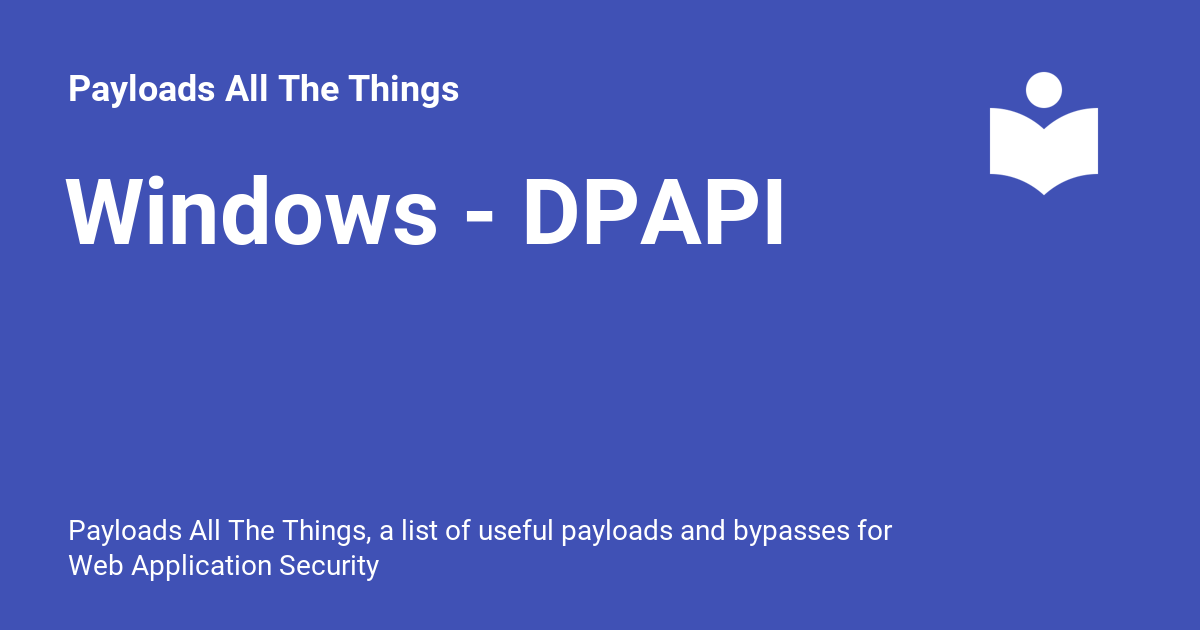 Payloads All The Things
Windows - DPAPI
Payloads All The Things, a list of useful payloads and bypasses for
Web Application Security